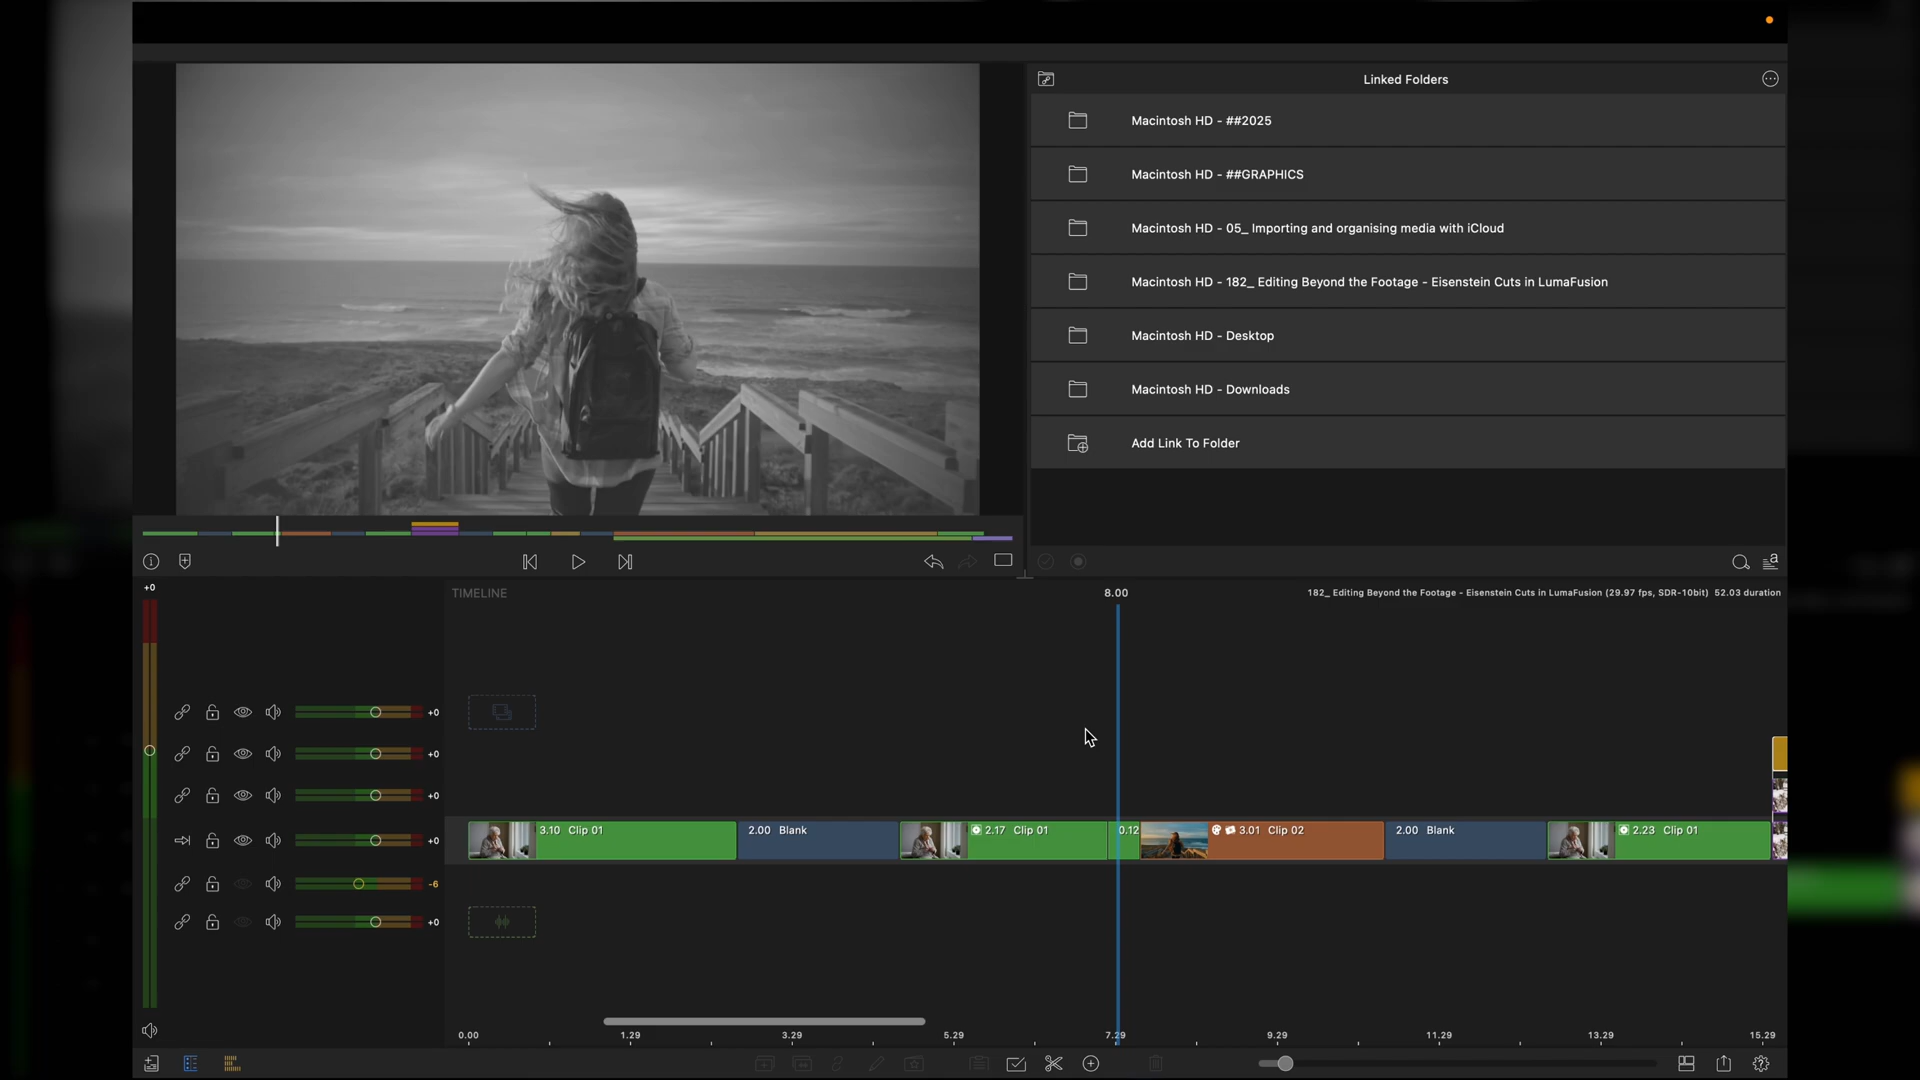 Linked Folders
Macintosh HD - ##2025
Macintosh HD - ##GRAPHICS
Macintosh HD - 05_ Importing and organising media with iCloud
Macintosh HD - 182_ Editing Beyond the Footage - Eisenstein Cuts in LumaFusion
Macintosh HD - Desktop
Macintosh HD - Downloads
Add Link To Folder
+0
TIMELINE
8.00
182_ Editing Beyond the Footage - Eisenstein Cuts in LumaFusion (29.97 fps, SDR-10bit) 52.03 duration
+0
+0
+0
+0
3.10 Clip 01
2.00 Blank
2.17 Clip 01
0.12
3.01 Clip 02
2.00 Blank
2.23 Clip 01
-6
+0
0.00
1.29
3.29
5.29
7.29
9.29
11.29
13.29
15.29